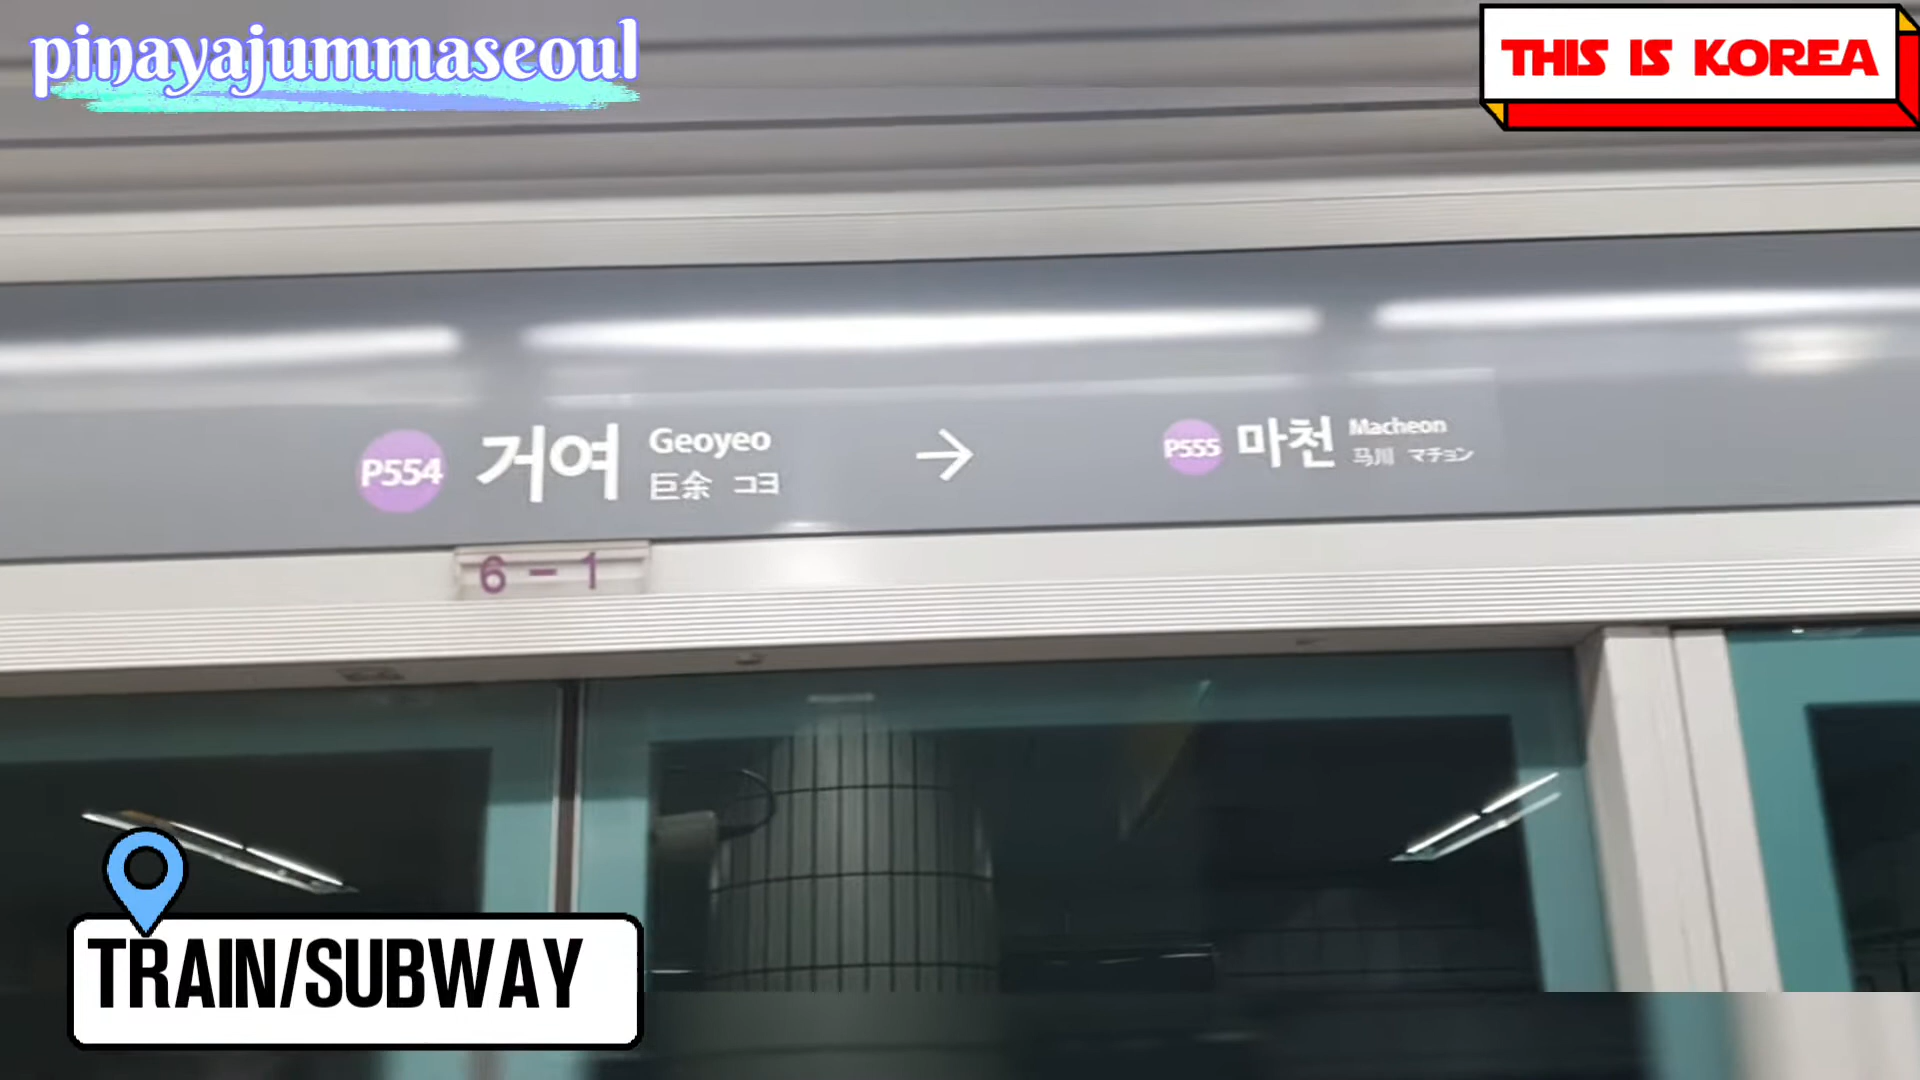 pinayajummaseoul
THIS IS KOREA
P554 거여 Geoyeo
巨余 コヨ
→
P555 마천 Macheon
马川 マチョン
6-1
TRAIN/SUBWAY